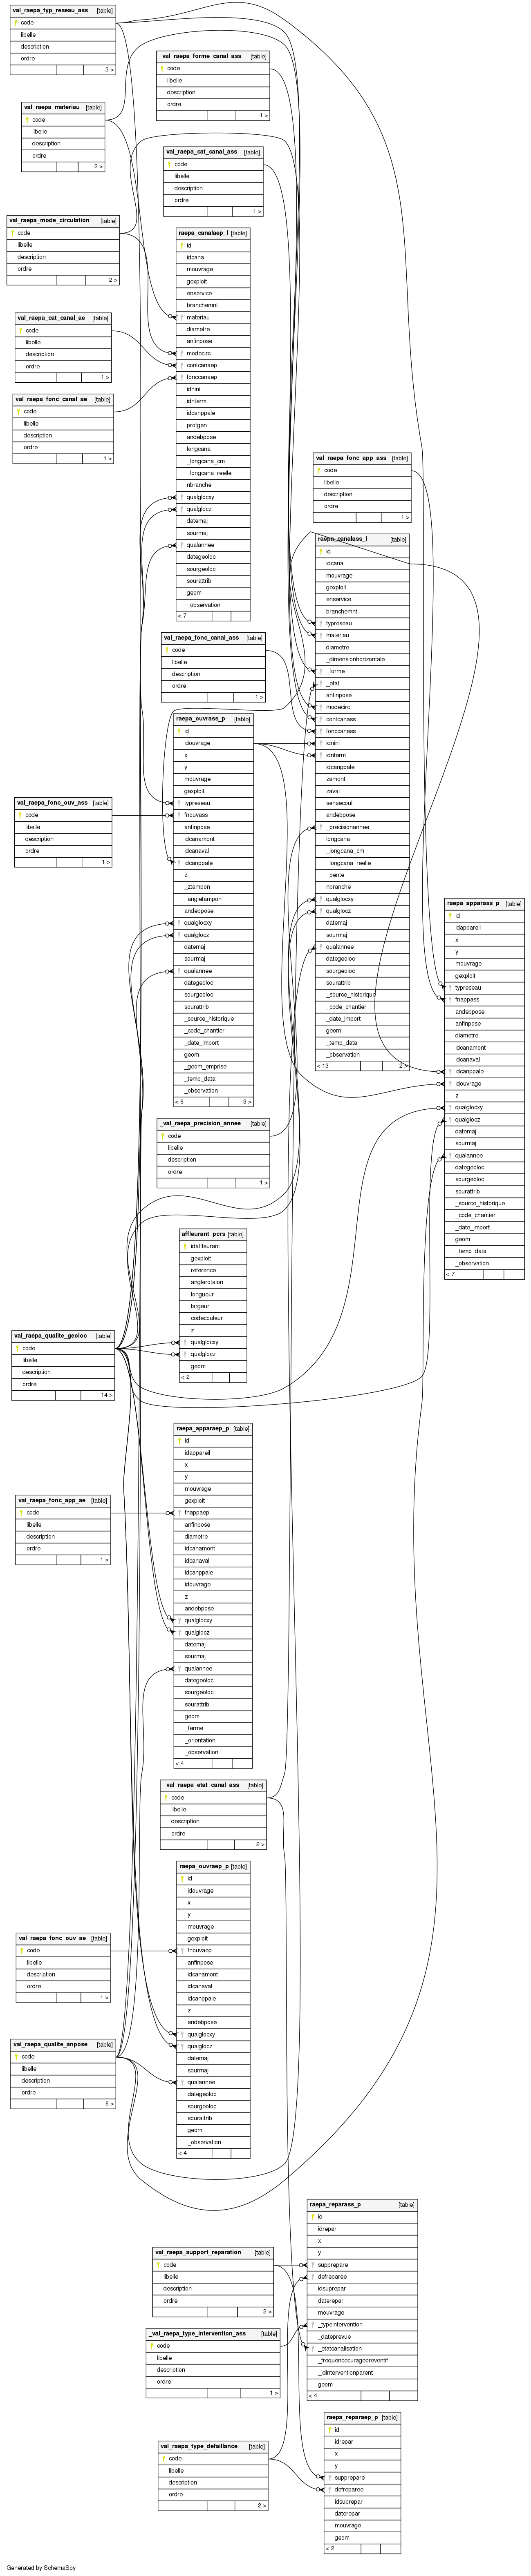 val_raepa_typ_reseau_ass [table]
code
libelle
description
ordre
3 >
_val_raepa_forme_canal_ass [table]
code
libelle
description
ordre
1 >
val_raepa_materiau [table]
code
libelle
description
ordre
2 >
val_raepa_cat_canal_ass [table]
code
libelle
description
ordre
1 >
val_raepa_mode_circulation [table]
code
libelle
description
ordre
2 >
raepa_canalaep_l [table]
id
idcana
mouvrage
gexploit
enservice
branchemnt
materiau
diametre
anfinpose
modecirc
contcanaep
fonccanaep
idnini
idnterm
idcanppale
profgen
andebpose
longcana
_longcana_cm
_longcana_reelle
nbranche
qualglocxy
qualglocz
datemaj
sourmaj
qualannee
dategeoloc
sourgeoloc
sourattrib
geom
_observation
< 7
val_raepa_cat_canal_ae [table]
code
libelle
description
ordre
1 >
val_raepa_fonc_canal_ae [table]
code
libelle
description
ordre
1 >
val_raepa_fonc_app_ass [table]
code
libelle
description
ordre
1 >
raepa_canalass_l [table]
id
idcana
mouvrage
gexploit
enservice
branchemnt
typreseau
materiau
diametre
_dimensionhorizontale
_forme
_etat
anfinpose
modecirc
contcanass
fonccanass
idnini
idnterm
idcanppale
zamont
zaval
sensecoul
andebpose
_precisionannee
longcana
_longcana_cm
_longcana_reelle
_pente
nbranche
qualglocxy
qualglocz
datemaj
sourmaj
qualannee
dategeoloc
sourgeoloc
sourattrib
_source_historique
_code_chantier
_date_import
geom
_temp_data
_observation
< 13 2 >
val_raepa_fonc_canal_ass [table]
code
libelle
description
ordre
1 >
raepa_ouvrass_p [table]
id
idouvrage
x
y
mouvrage
gexploit
typreseau
fnouvass
anfinpose
idcanamont
idcanaval
idcanppale
z
_ztampon
_angletampon
andebpose
qualglocxy
qualglocz
datemaj
sourmaj
qualannee
dategeoloc
sourgeoloc
sourattrib
_source_historique
_code_chantier
_date_import
geom
_geom_emprise
_temp_data
_observation
< 6 3 >
val_raepa_fonc_ouv_ass [table]
code
libelle
description
ordre
1 >
raepa_apparass_p [table]
id
idappareil
x
y
mouvrage
gexploit
typreseau
fnappass
andebpose
anfinpose
diametre
idcanamont
idcanaval
idcanppale
idouvrage
z
qualglocxy
qualglocz
datemaj
sourmaj
qualannee
dategeoloc
sourgeoloc
sourattrib
_source_historique
_code_chantier
_date_import
geom
_temp_data
_observation
< 7
_val_raepa_precision_annee [table]
code
libelle
description
ordre
1 >
affleurant_pcrs [table]
idaffleurant
gexploit
reference
anglerotaion
longueur
largeur
codecouleur
z
qualglocxy
qualglocz
geom
< 2
val_raepa_qualite_geoloc [table]
code
libelle
description
ordre
14 >
raepa_apparaep_p [table]
id
idappareil
x
y
mouvrage
gexploit
fnappaep
anfinpose
diametre
idcanamont
idcanaval
idcanppale
idouvrage
z
andebpose
qualglocxy
qualglocz
datemaj
sourmaj
qualannee
dategeoloc
sourgeoloc
sourattrib
geom
_ferme
_orientation
_observation
< 4
val_raepa_fonc_app_ae [table]
code
libelle
description
ordre
1 >
_val_raepa_etat_canal_ass [table]
code
libelle
description
ordre
2 >
raepa_ouvraep_p [table]
id
idouvrage
x
y
mouvrage
gexploit
fnouvaep
anfinpose
idcanamont
idcanaval
idcanppale
z
andebpose
qualglocxy
qualglocz
datemaj
sourmaj
qualannee
dategeoloc
sourgeoloc
sourattrib
geom
_observation
< 4
val_raepa_fonc_ouv_ae [table]
code
libelle
description
ordre
1 >
val_raepa_qualite_anpose [table]
code
libelle
description
ordre
6 >
raepa_reparass_p [table]
id
idrepar
x
y
supprepare
defreparee
idsuprepar
daterepar
mouvrage
_typeintervention
_dateprevue
_etatcanalisation
_frequencecuragepreventif
_idinterventionparent
geom
< 4
val_raepa_support_reparation [table]
code
libelle
description
ordre
2 >
_val_raepa_type_intervention_ass [table]
code
libelle
description
ordre
1 >
raepa_reparaep_p [table]
id
idrepar
x
y
supprepare
defreparee
idsuprepar
daterepar
mouvrage
geom
< 2
val_raepa_type_defaillance [table]
code
libelle
description
ordre
2 >
Generated by SchemaSpy